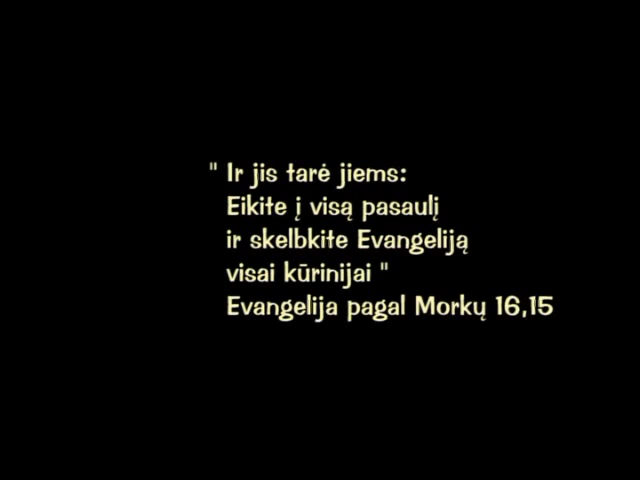 " Ir jis tarė jiems:
Eikite į visą pasaulį
ir skelbkite Evangeliją
visai kūrinijai "
Evangelija pagal Morkų 16,15